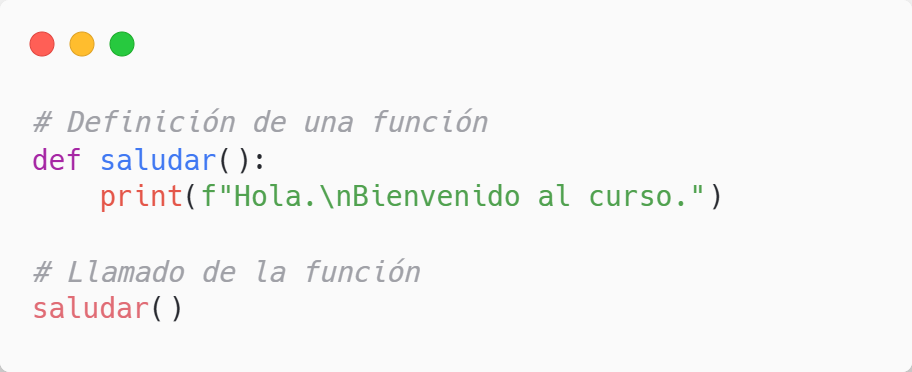 # Definición de una función
def saludar():
    print(f"Hola.\nBienvenido al curso.")
# Llamado de la función
saludar()